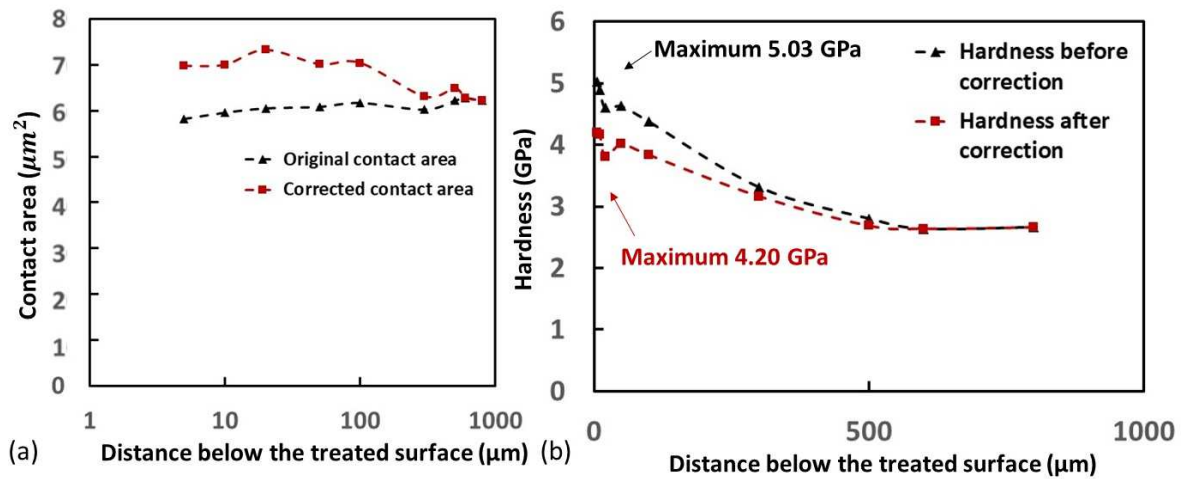 8
7
6
5
4
3
2
1
0
Contact area (μm²)
Original contact area
Corrected contact area
1
10
100
1000
Distance below the treated surface (μm)
(a)
6
5
4
3
2
1
0
Hardness (GPa)
Maximum 5.03 GPa
Hardness before
correction
Hardness after
correction
Maximum 4.20 GPa
0
500
1000
Distance below the treated surface (μm)
(b)